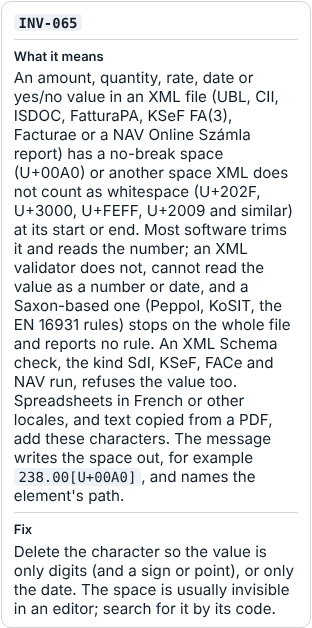 INV-065
What it means
An amount, quantity, rate, date or
yes/no value in an XML file (UBL, CII,
ISDOC, FatturaPA, KSeF FA(3),
Facturae or a NAV Online Számla
report) has a no-break space
(U+00A0) or another space XML does
not count as whitespace (U+202F,
U+3000, U+FEFF, U+2009 and similar)
at its start or end. Most software trims
it and reads the number; an XML
validator does not, cannot read the
value as a number or date, and a
Saxon-based one (Peppol, KoSIT, the
EN 16931 rules) stops on the whole file
and reports no rule. An XML Schema
check, the kind SdI, KSeF, FACe and
NAV run, refuses the value too.
Spreadsheets in French or other
locales, and text copied from a PDF,
add these characters. The message
writes the space out, for example
238.00[U+00A0] , and names the
element's path.
Fix
Delete the character so the value is
only digits (and a sign or point), or only
the date. The space is usually invisible
in an editor; search for it by its code.